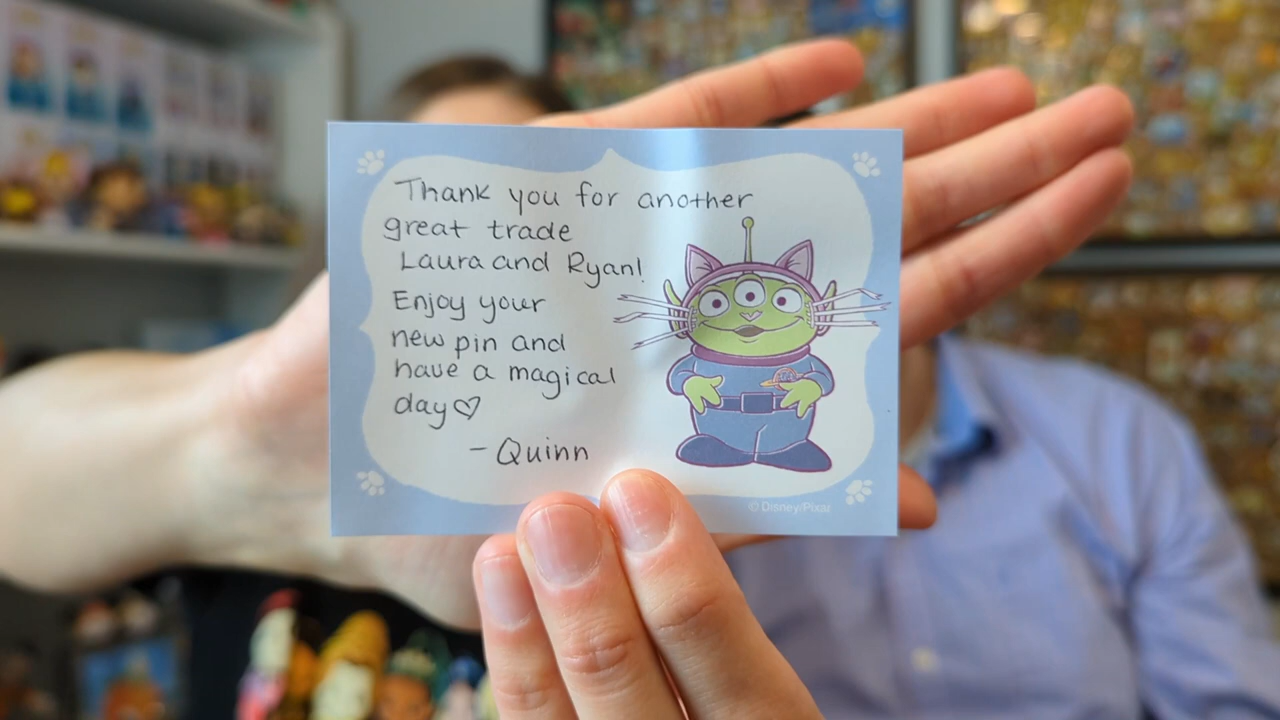 Thank you for another
great trade
Laura and Ryan!
Enjoy your
new pin and
have a magical
day♡
- Quinn
© Disney/Pixar